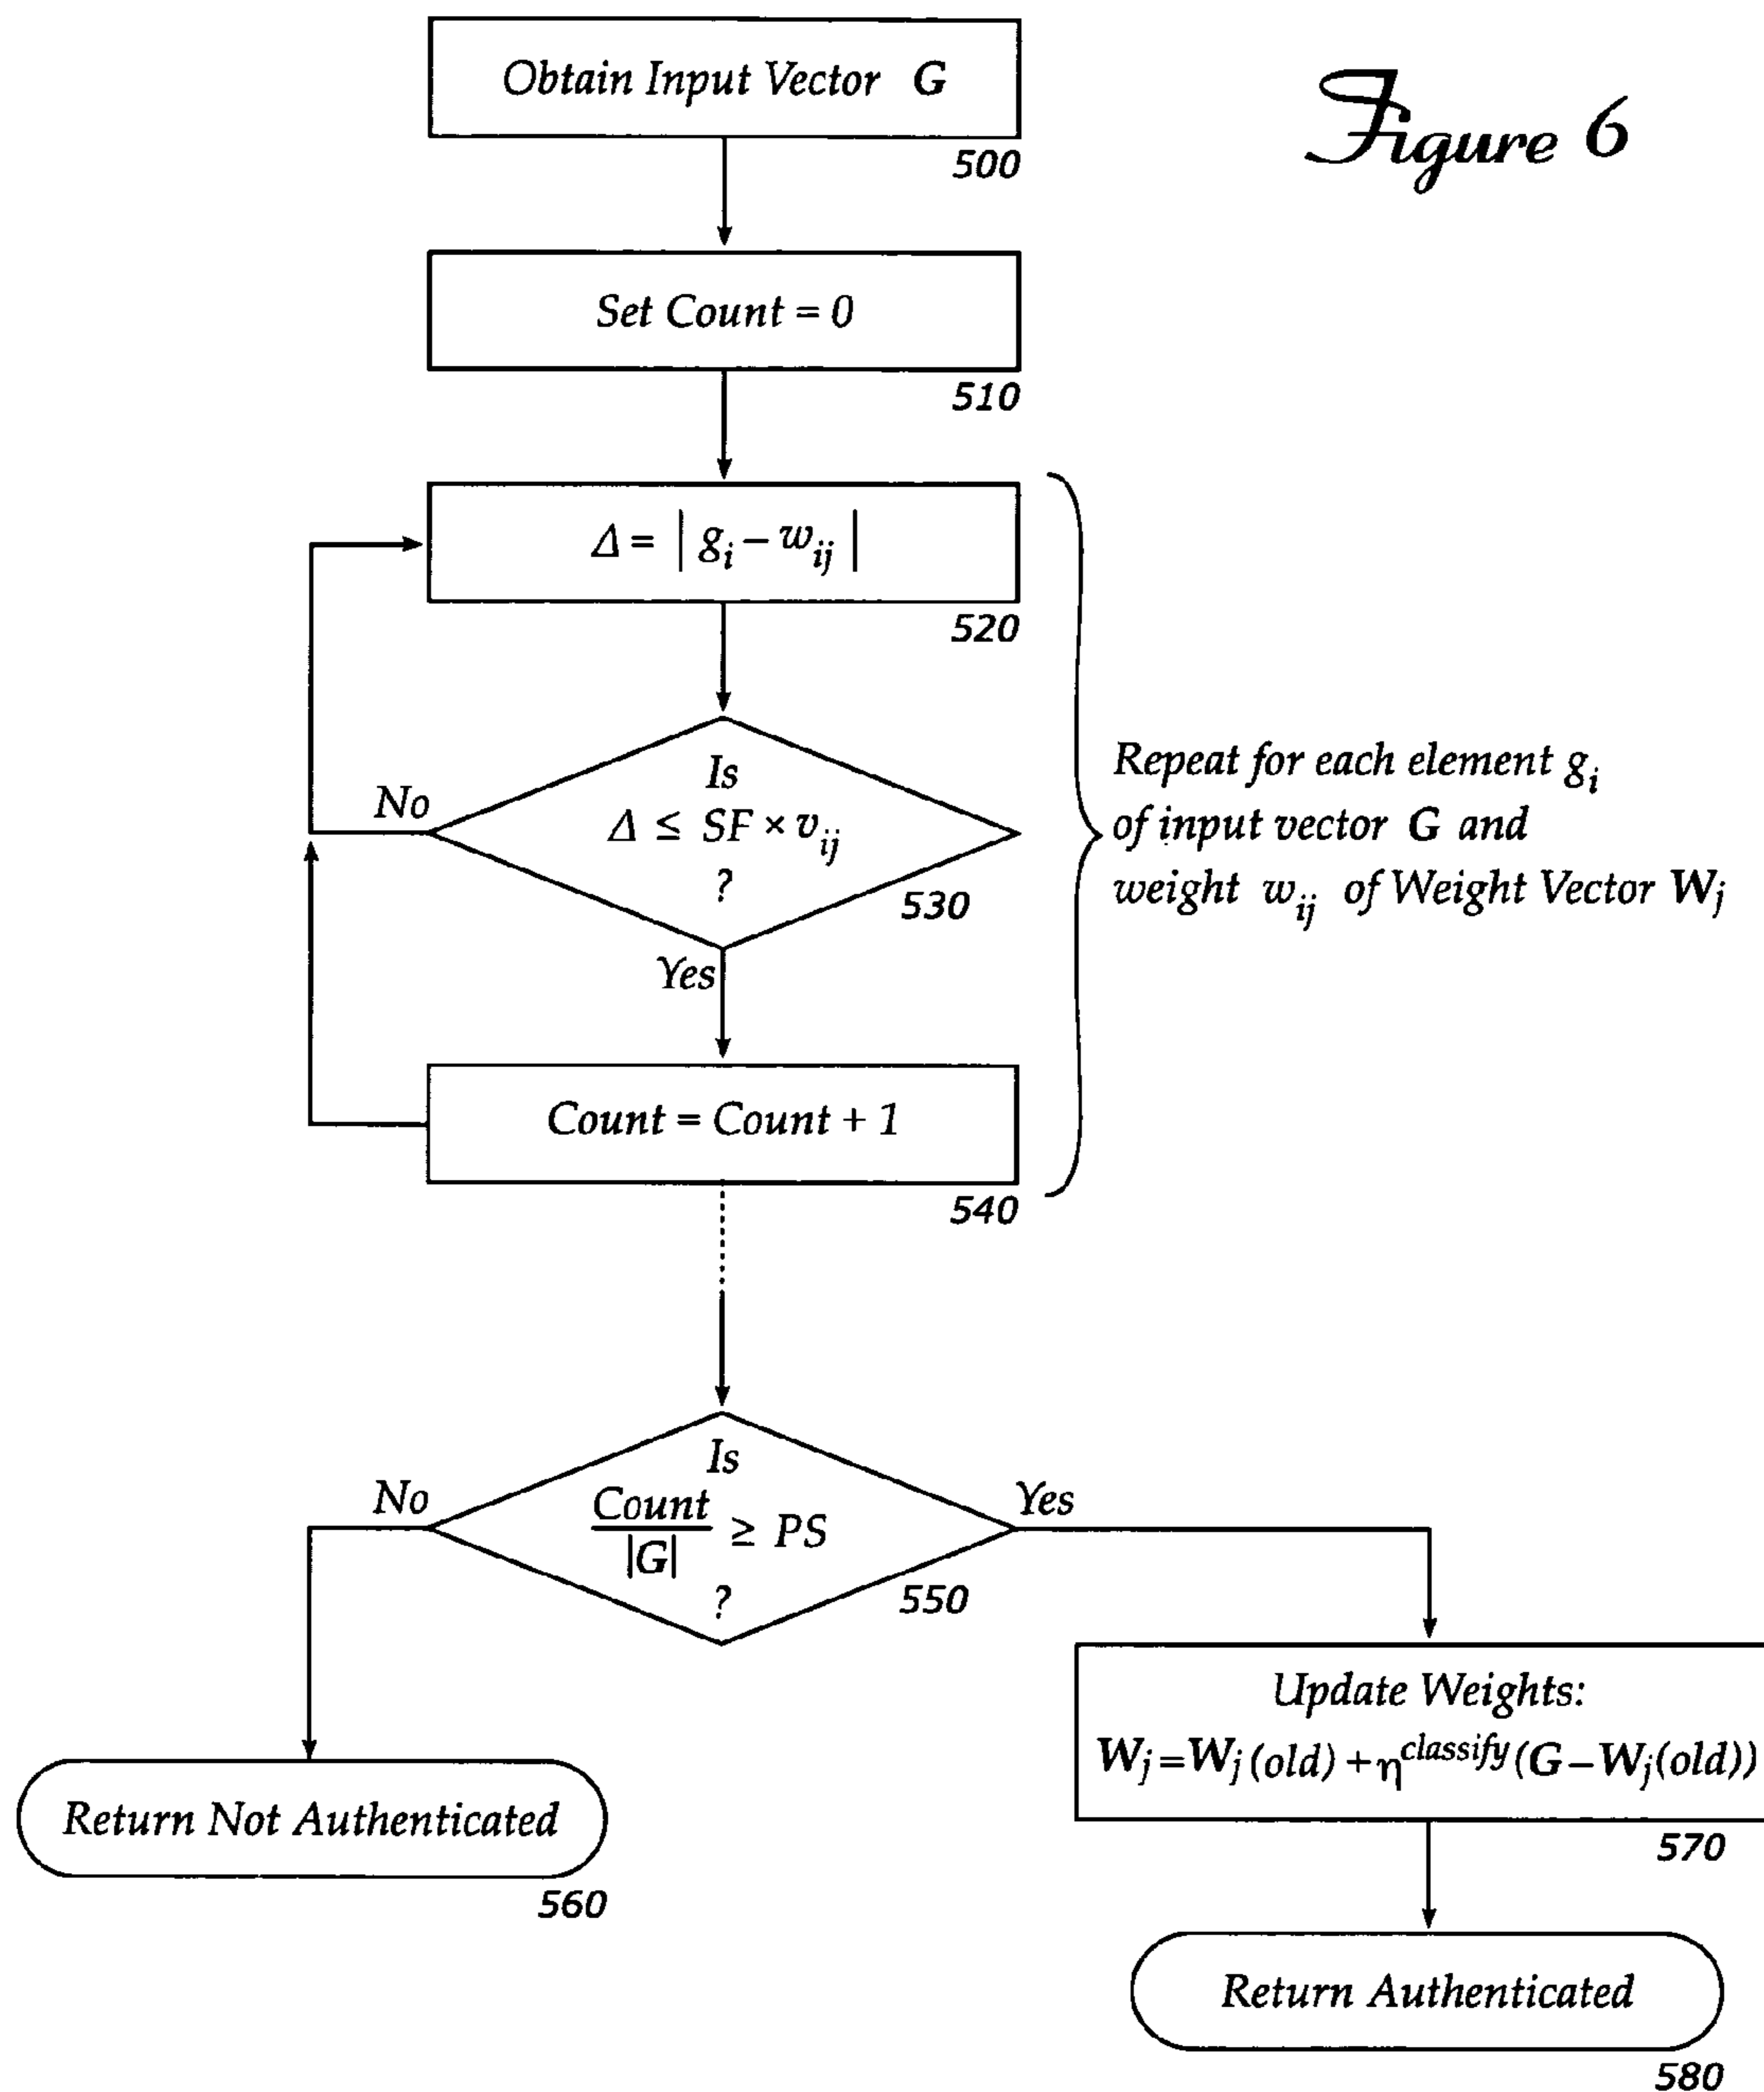 Figure 6
Obtain Input Vector G
500
Set Count = 0
510
Δ = | g_i − w_ij |
520
Is
Δ ≤ SF × v_ij
?
530
No
Yes
Repeat for each element g_i
of input vector G and
weight w_ij of Weight Vector W_j
Count = Count + 1
540
Is
Count
|G|
≥ PS
?
550
No
Yes
Return Not Authenticated
560
Update Weights:
W_j = W_j (old) + η^classify (G − W_j (old))
570
Return Authenticated
580